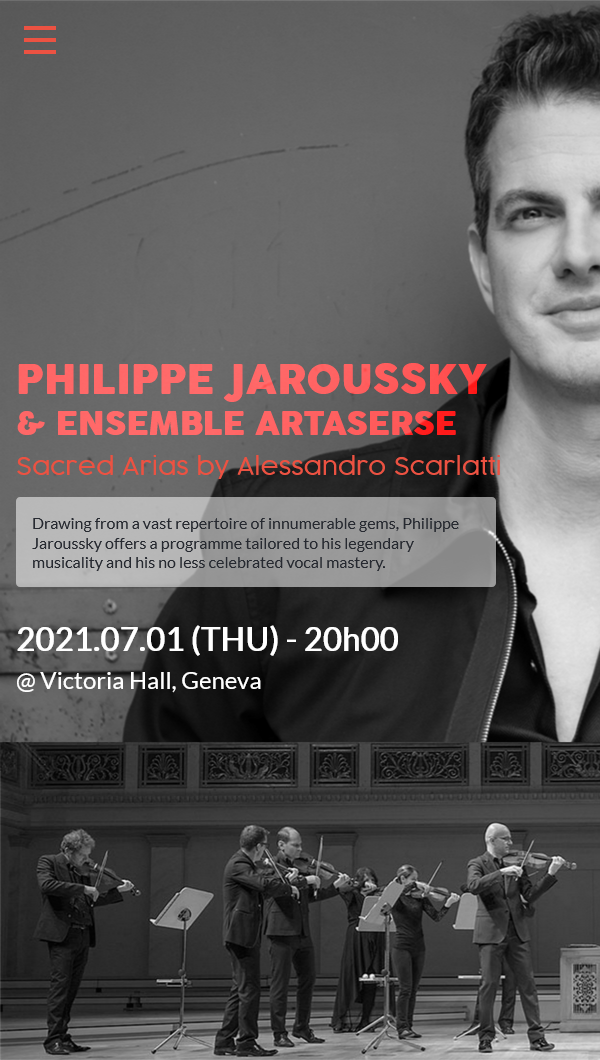 PHILIPPE JAROUSSKY
& ENSEMBLE ARTASERSE
Sacred Arias by Alessandro Scarlatti
Drawing from a vast repertoire of innumerable gems, Philippe
Jaroussky offers a programme tailored to his legendary
musicality and his no less celebrated vocal mastery.
2021.07.01 (THU) - 20h00
@ Victoria Hall, Geneva